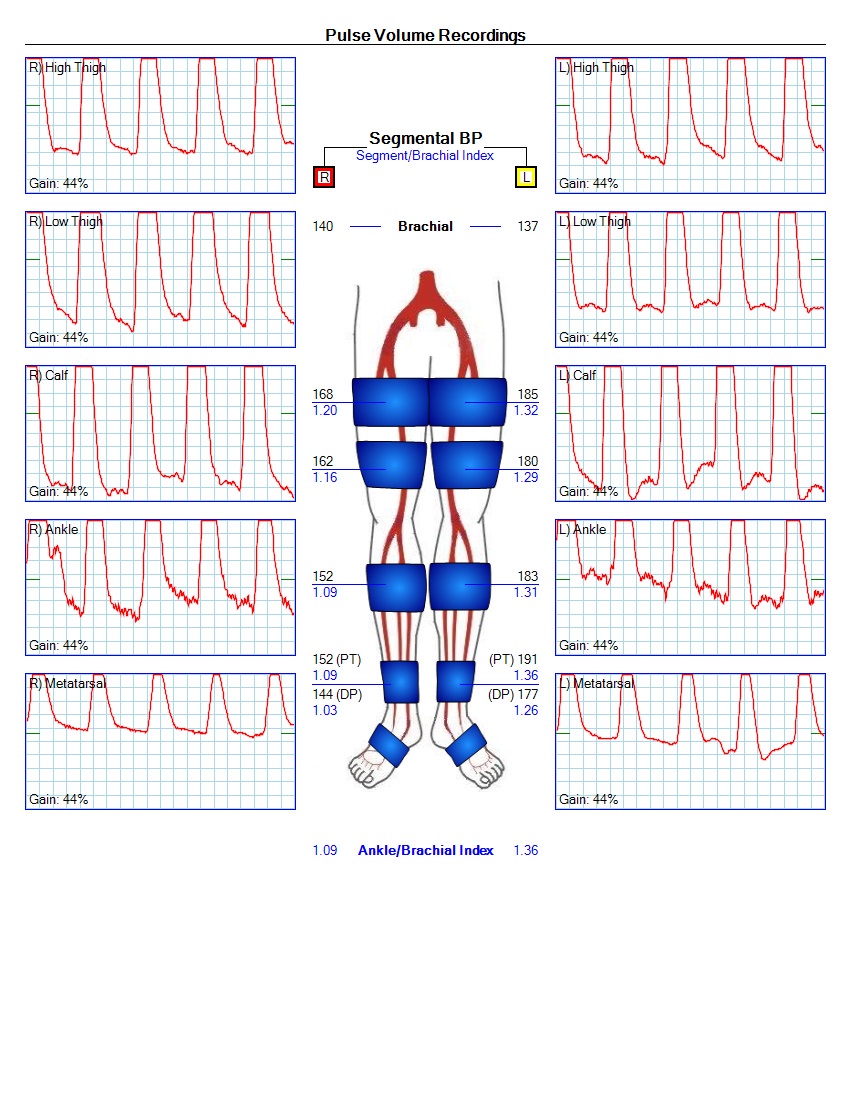 Pulse Volume Recordings
R) High Thigh
Gain: 44%
L) High Thigh
Gain: 44%
Segmental BP
Segment/Brachial Index
R
L
140 Brachial 137
R) Low Thigh
Gain: 44%
L) Low Thigh
Gain: 44%
R) Calf
Gain: 44%
L) Calf
Gain: 44%
168 185
1.20 1.32
162 180
1.16 1.29
R) Ankle
Gain: 44%
L) Ankle
Gain: 44%
152 183
1.09 1.31
152 (PT) (PT) 191
1.09 1.36
144 (DP) (DP) 177
1.03 1.26
R) Metatarsal
Gain: 44%
L) Metatarsal
Gain: 44%
1.09 Ankle/Brachial Index 1.36